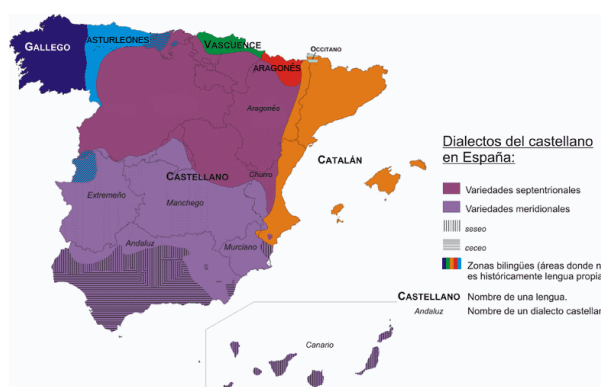 GALLEGO
ASTURLEONÉS
VASCUENCE
OCCITANO
ARAGONÉS
Aragonés
CATALÁN
Churro
CASTELLANO
Extremeño
Manchego
Andaluz
Murciano
Canario
Dialectos del castellano
en España:
Variedades septentrionales
Variedades meridionales
seseo
ceceo
Zonas bilingües (áreas donde n
es históricamente lengua propia
CASTELLANO Nombre de una lengua.
Andaluz Nombre de un dialecto castellan